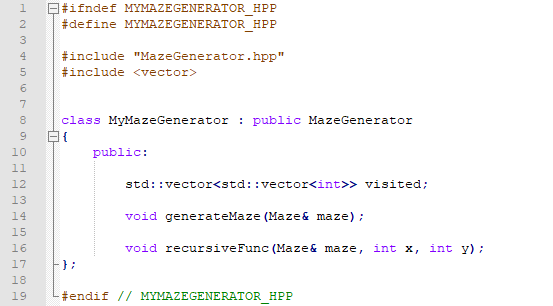 1 #ifndef MYMAZEGENERATOR_HPP
2 #define MYMAZEGENERATOR_HPP
3
4 #include "MazeGenerator.hpp"
5 #include <vector>
6
7
8 class MyMazeGenerator : public MazeGenerator
9 {
10     public:
11
12         std::vector<std::vector<int>> visited;
13
14         void generateMaze(Maze& maze);
15
16         void recursiveFunc(Maze& maze, int x, int y);
17 };
18
19 #endif // MYMAZEGENERATOR_HPP